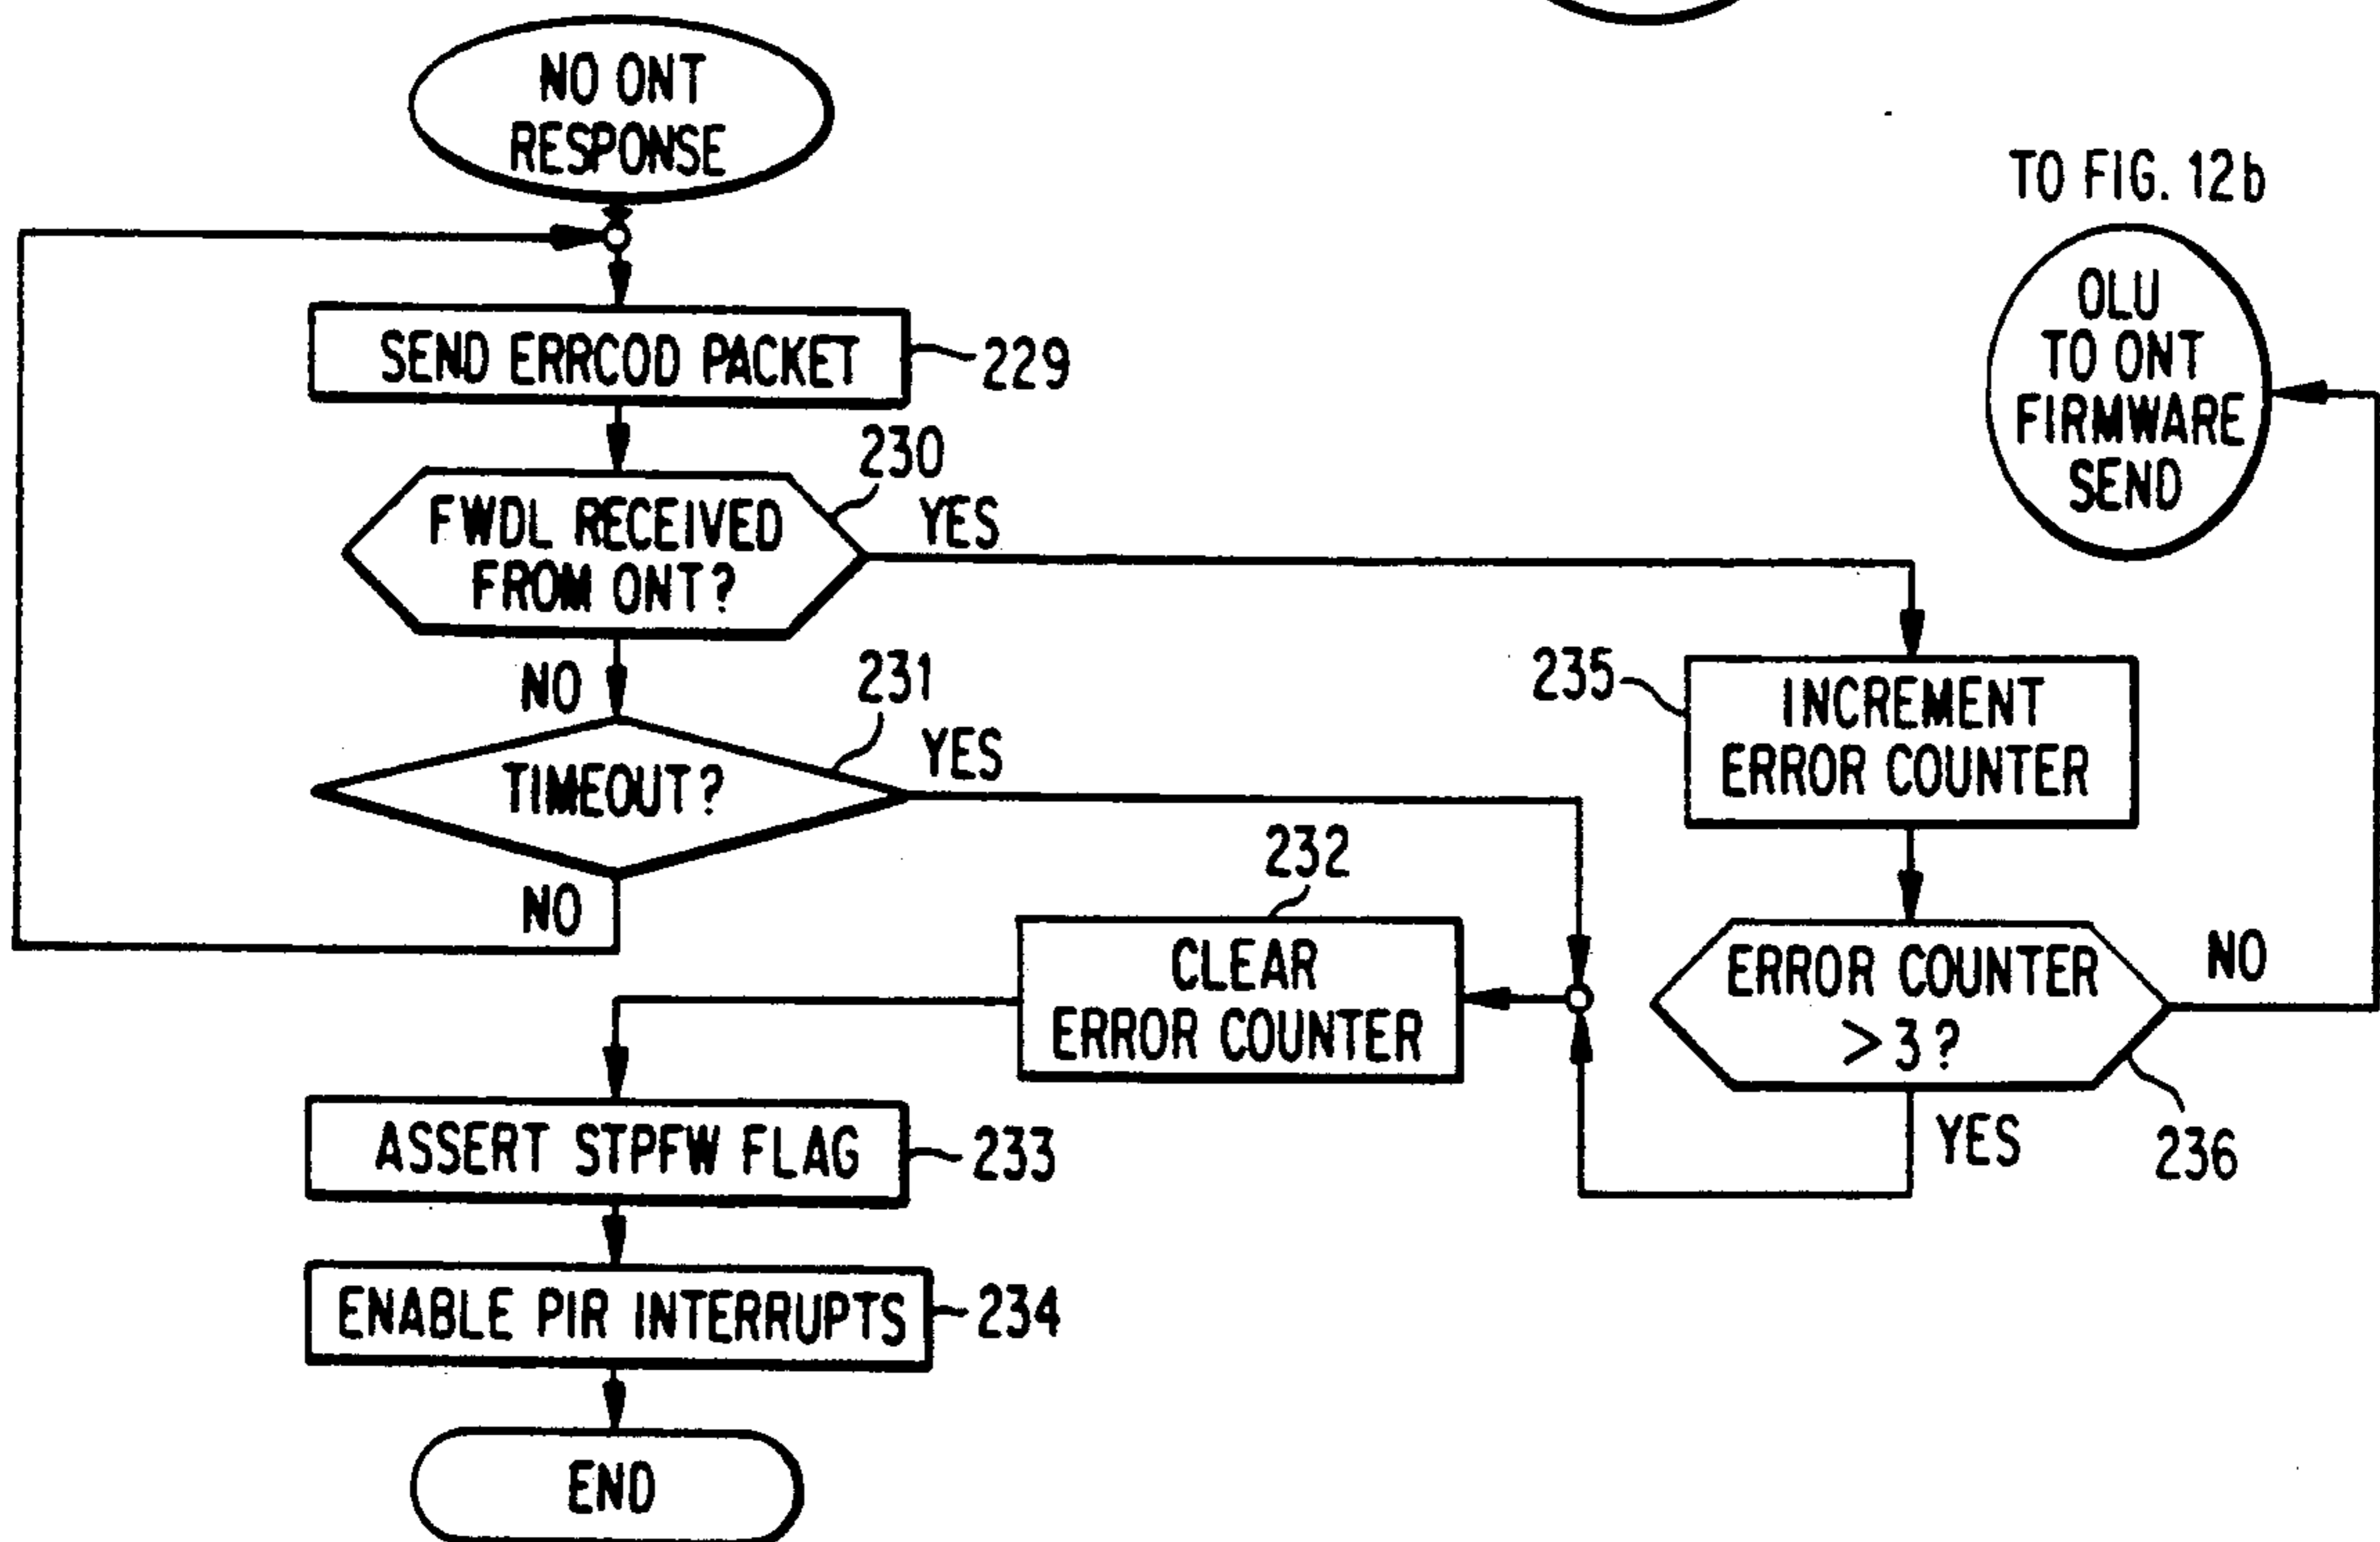 NO ONT
RESPONSE
TO FIG. 12b
OLU
TO ONT
FIRMWARE
SEND
SEND ERRCOD PACKET
229
230
FWDL RECEIVED
FROM ONT?
YES
NO
231
TIMEOUT?
YES
NO
235
INCREMENT
ERROR COUNTER
232
CLEAR
ERROR COUNTER
ERROR COUNTER
>3?
NO
YES
236
ASSERT STPFW FLAG
233
ENABLE PIR INTERRUPTS
234
END